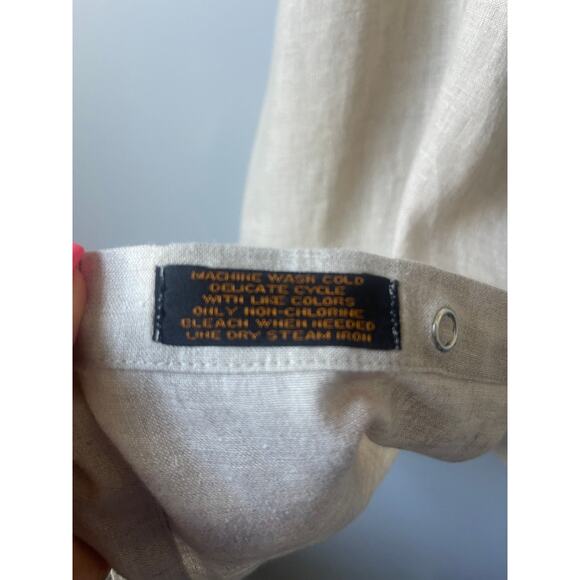 MACHINE WASH COLD
DELICATE CYCLE
WITH LIKE COLORS
ONLY NON-CHLORINE
BLEACH WHEN NEEDED
LINE DRY STEAM IRON